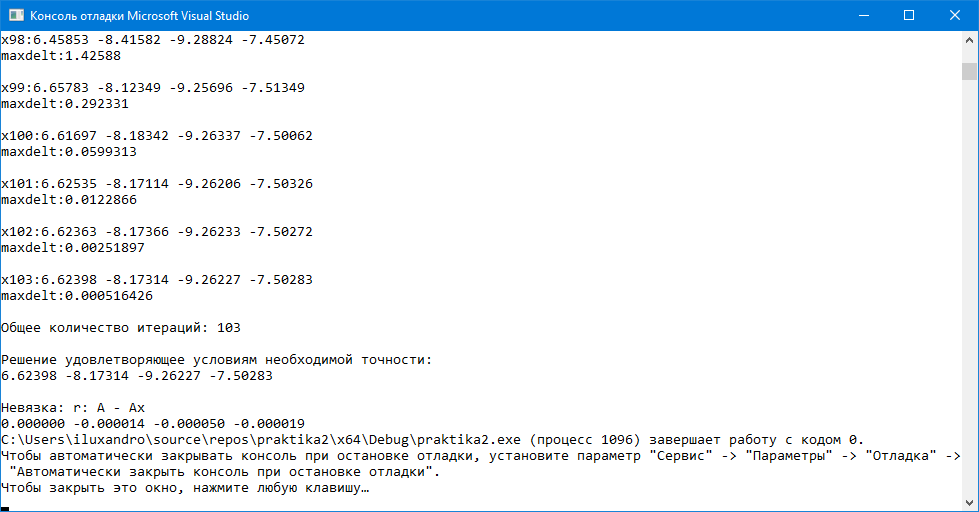 Консоль отладки Microsoft Visual Studio
x98:6.45853 -8.41582 -9.28824 -7.45072
maxdelt:1.42588
x99:6.65783 -8.12349 -9.25696 -7.51349
maxdelt:0.292331
x100:6.61697 -8.18342 -9.26337 -7.50062
maxdelt:0.0599313
x101:6.62535 -8.17114 -9.26206 -7.50326
maxdelt:0.0122866
x102:6.62363 -8.17366 -9.26233 -7.50272
maxdelt:0.00251897
x103:6.62398 -8.17314 -9.26227 -7.50283
maxdelt:0.000516426
Общее количество итераций: 103
Решение удовлетворяющее условиям необходимой точности:
6.62398 -8.17314 -9.26227 -7.50283
Невязка: r: A - Ax
0.000000 -0.000014 -0.000050 -0.000019
C:\Users\iluxandro\source\repos\praktika2\x64\Debug\praktika2.exe (процесс 1096) завершает работу с кодом 0.
Чтобы автоматически закрывать консоль при остановке отладки, установите параметр "Сервис" -> "Параметры" -> "Отладка" ->
"Автоматически закрыть консоль при остановке отладки".
Чтобы закрыть это окно, нажмите любую клавишу…